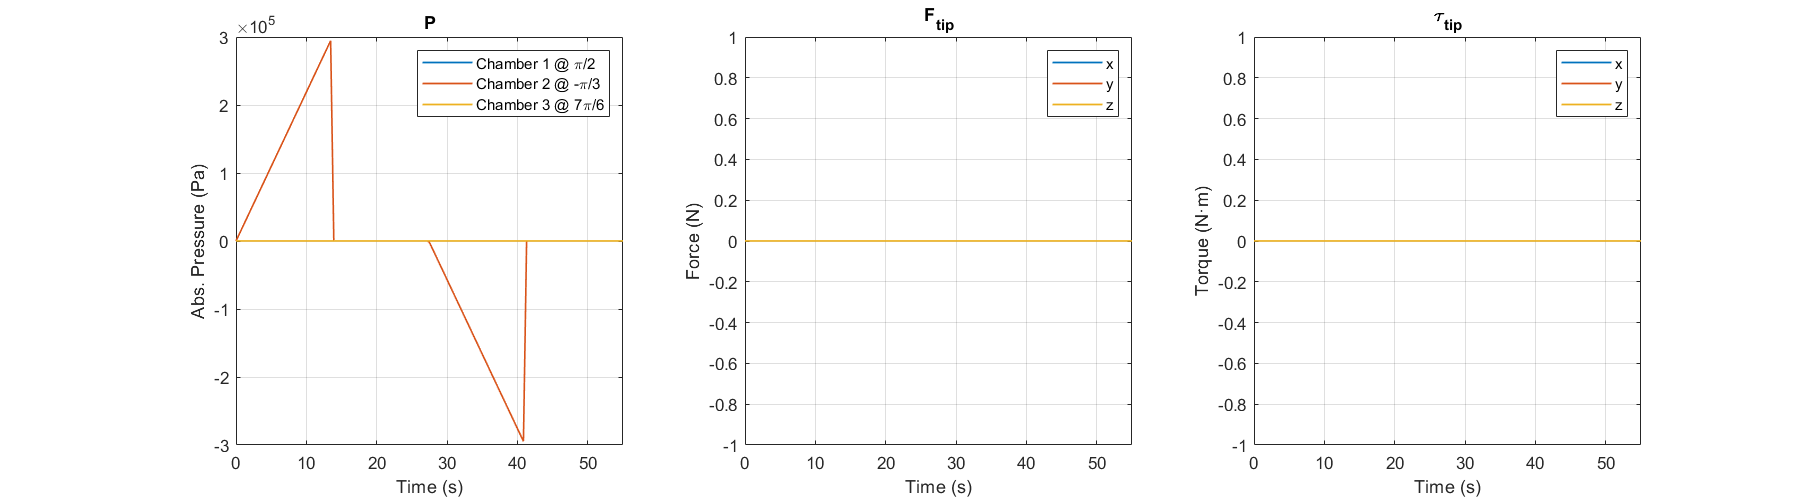 P
×10⁵
3
2
1
0
-1
-2
-3
Abs. Pressure (Pa)
0 10 20 30 40 50
Time (s)
Chamber 1 @ π/2
Chamber 2 @ -π/3
Chamber 3 @ 7π/6
F_tip
1
0.8
0.6
0.4
0.2
0
-0.2
-0.4
-0.6
-0.8
-1
Force (N)
0 10 20 30 40 50
Time (s)
x
y
z
τ_tip
1
0.8
0.6
0.4
0.2
0
-0.2
-0.4
-0.6
-0.8
-1
Torque (N·m)
0 10 20 30 40 50
Time (s)
x
y
z